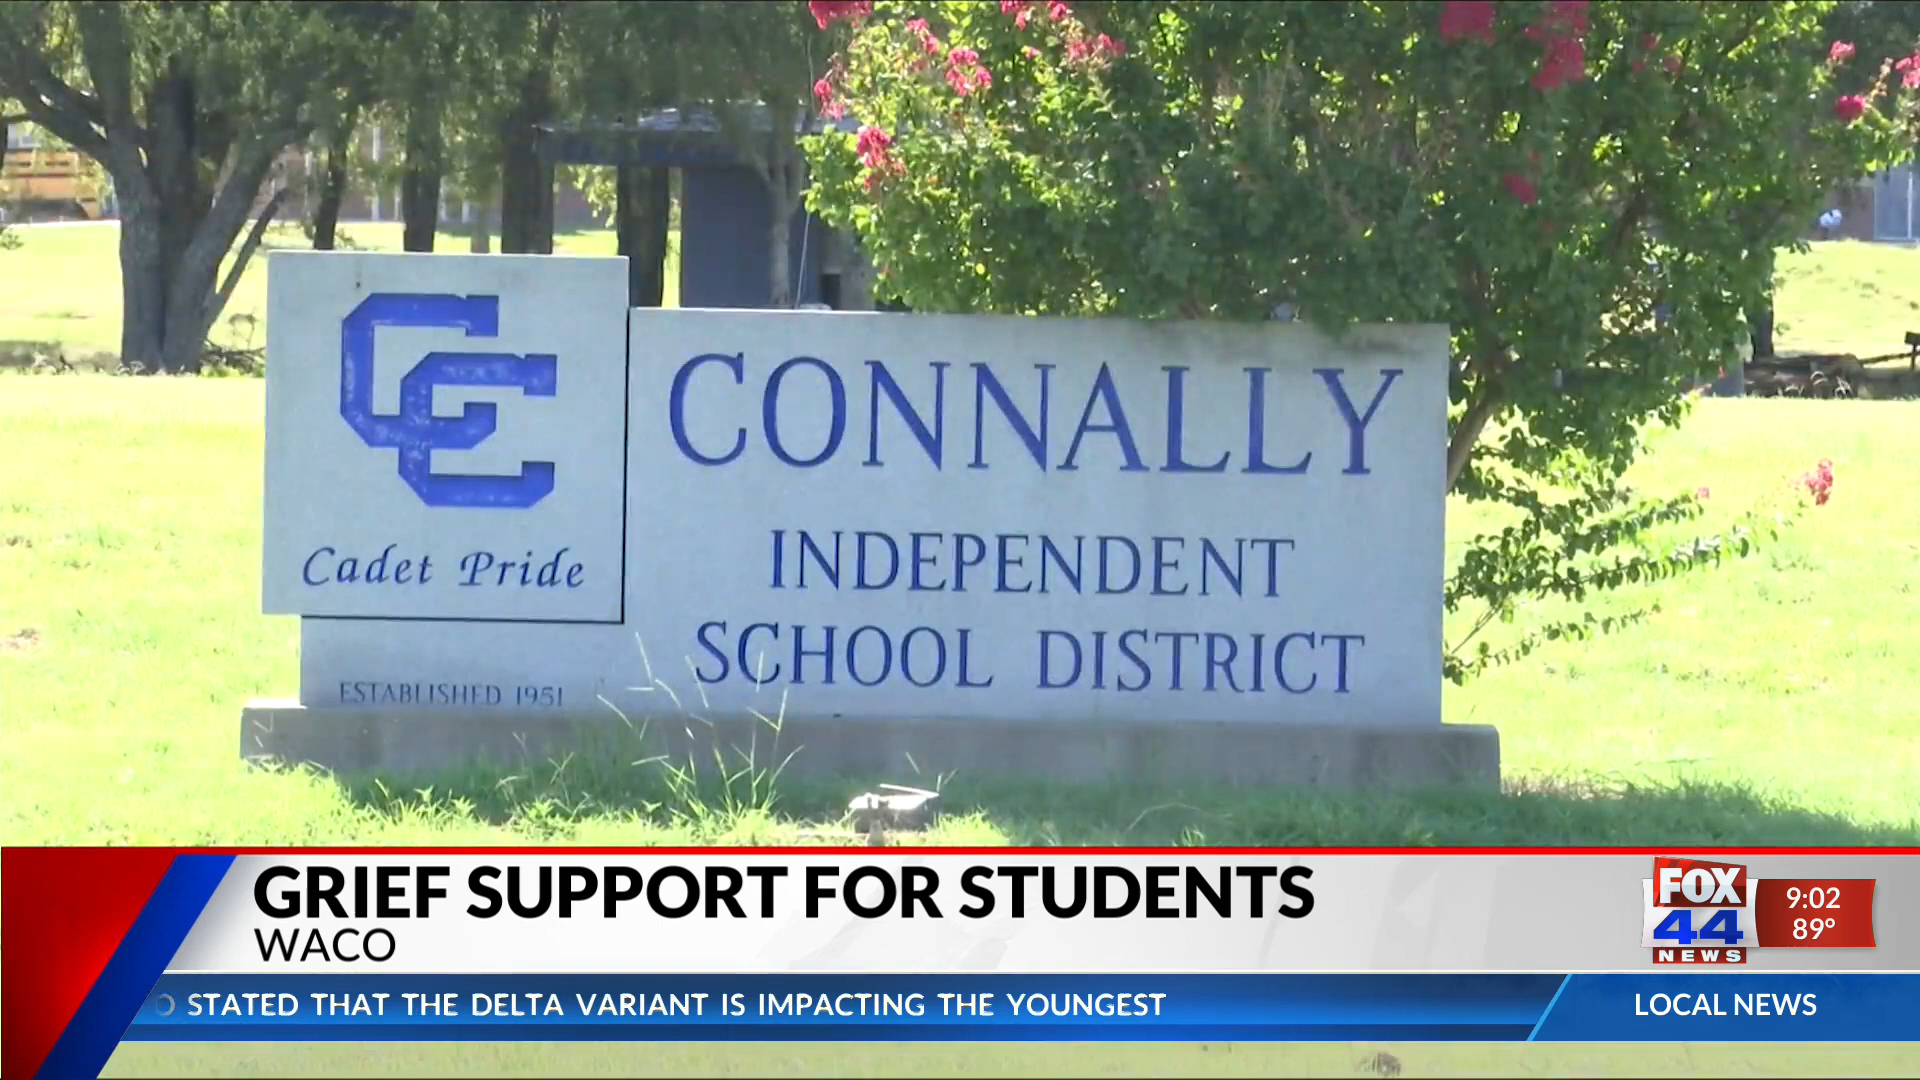 CC
Cadet Pride
ESTABLISHED 1951
CONNALLY
INDEPENDENT
SCHOOL DISTRICT
GRIEF SUPPORT FOR STUDENTS
WACO
FOX
44
NEWS
9:02
89°
STATED THAT THE DELTA VARIANT IS IMPACTING THE YOUNGEST
LOCAL NEWS